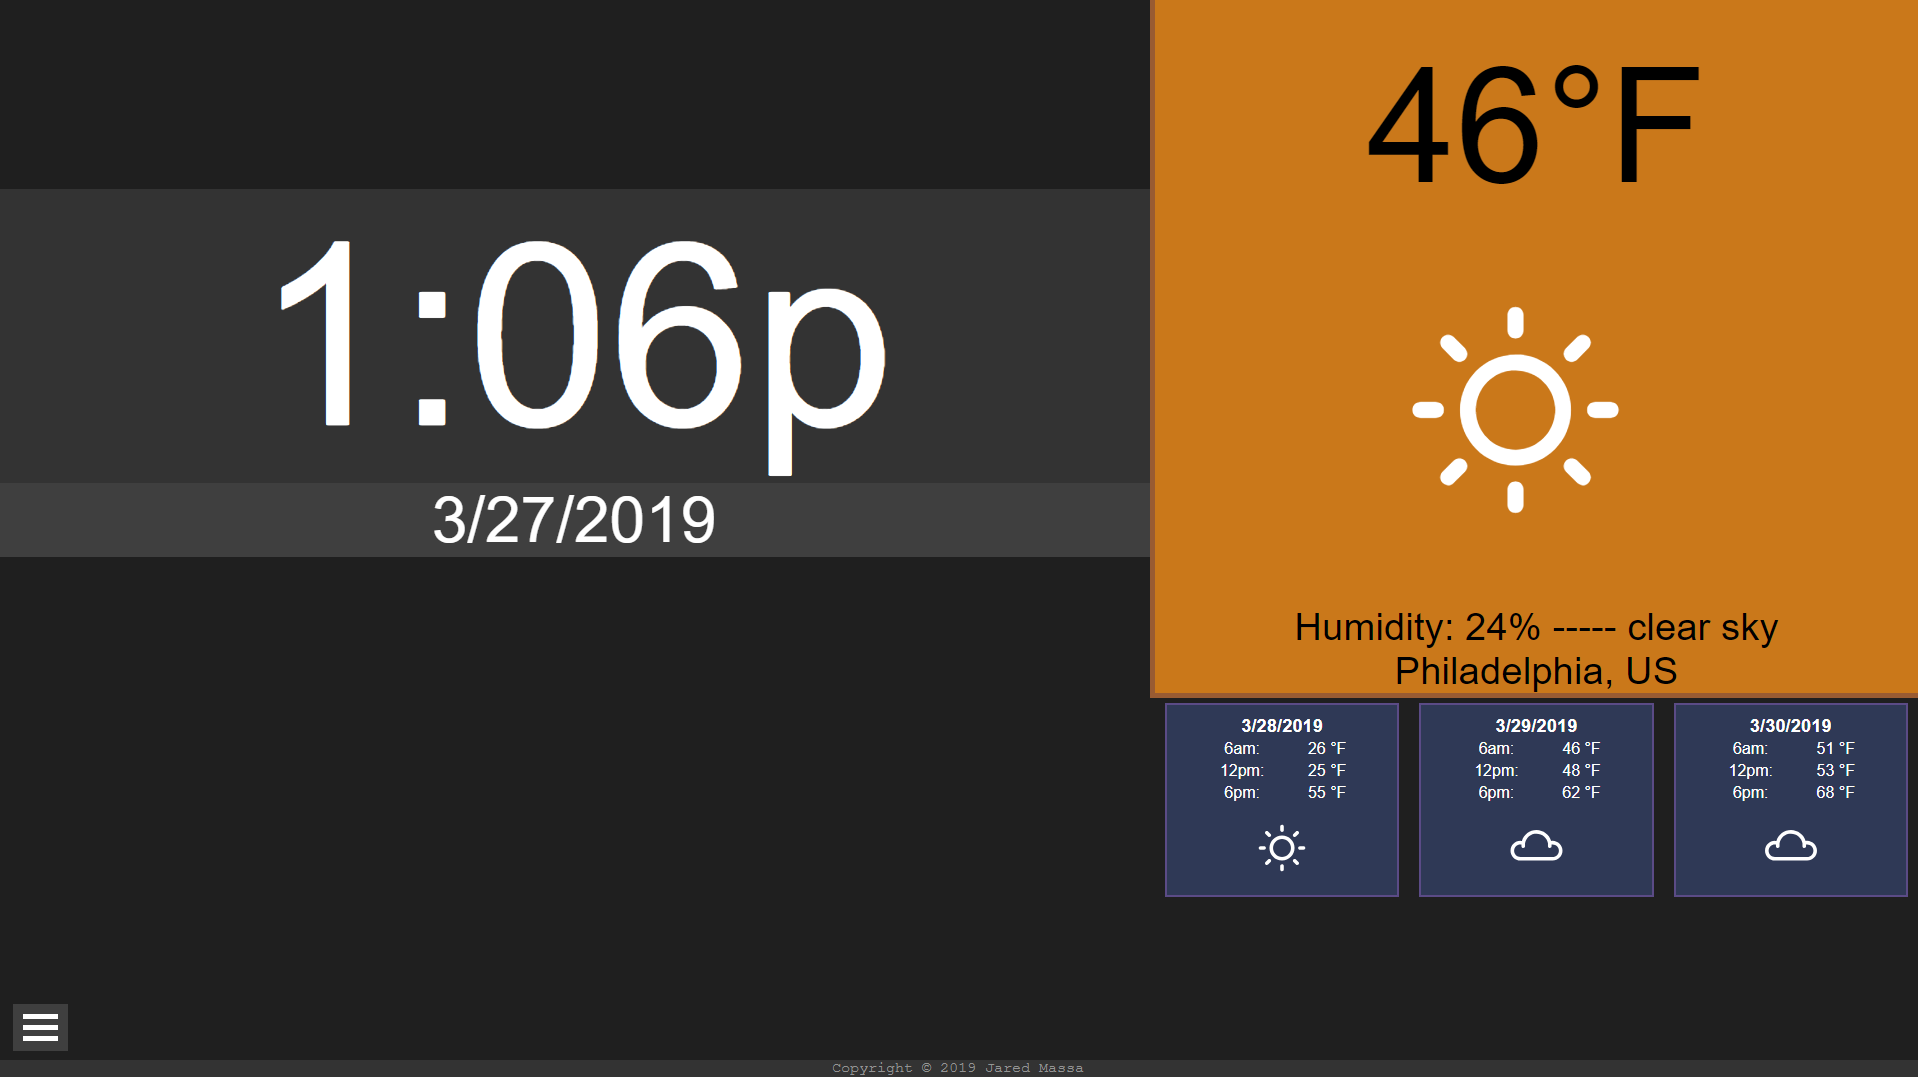 1:06p
3/27/2019
46°F
Humidity: 24% ----- clear sky
Philadelphia, US
3/28/2019
6am: 26 °F
12pm: 25 °F
6pm: 55 °F
3/29/2019
6am: 46 °F
12pm: 48 °F
6pm: 62 °F
3/30/2019
6am: 51 °F
12pm: 53 °F
6pm: 68 °F
Copyright © 2019 Jared Massa